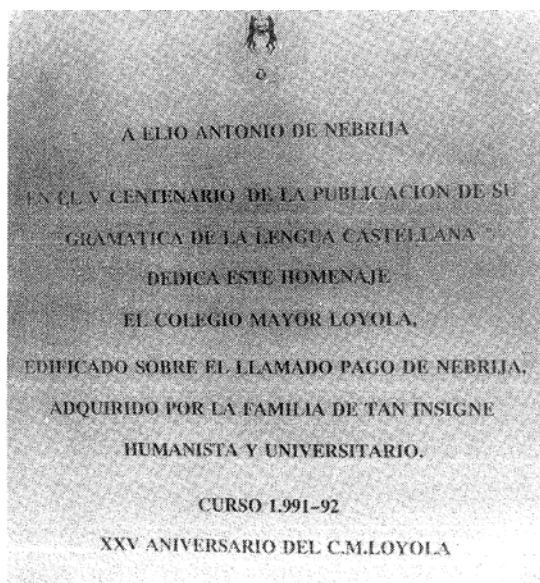 A ELIO ANTONIO DE NEBRIJA
EN EL V CENTENARIO DE LA PUBLICACION DE SU
"GRAMATICA DE LA LENGUA CASTELLANA"
DEDICA ESTE HOMENAJE
EL COLEGIO MAYOR LOYOLA,
EDIFICADO SOBRE EL LLAMADO PAGO DE NEBRIJA,
ADQUIRIDO POR LA FAMILIA DE TAN INSIGNE
HUMANISTA Y UNIVERSITARIO.
CURSO 1.991-92
XXV ANIVERSARIO DEL C.M.LOYOLA